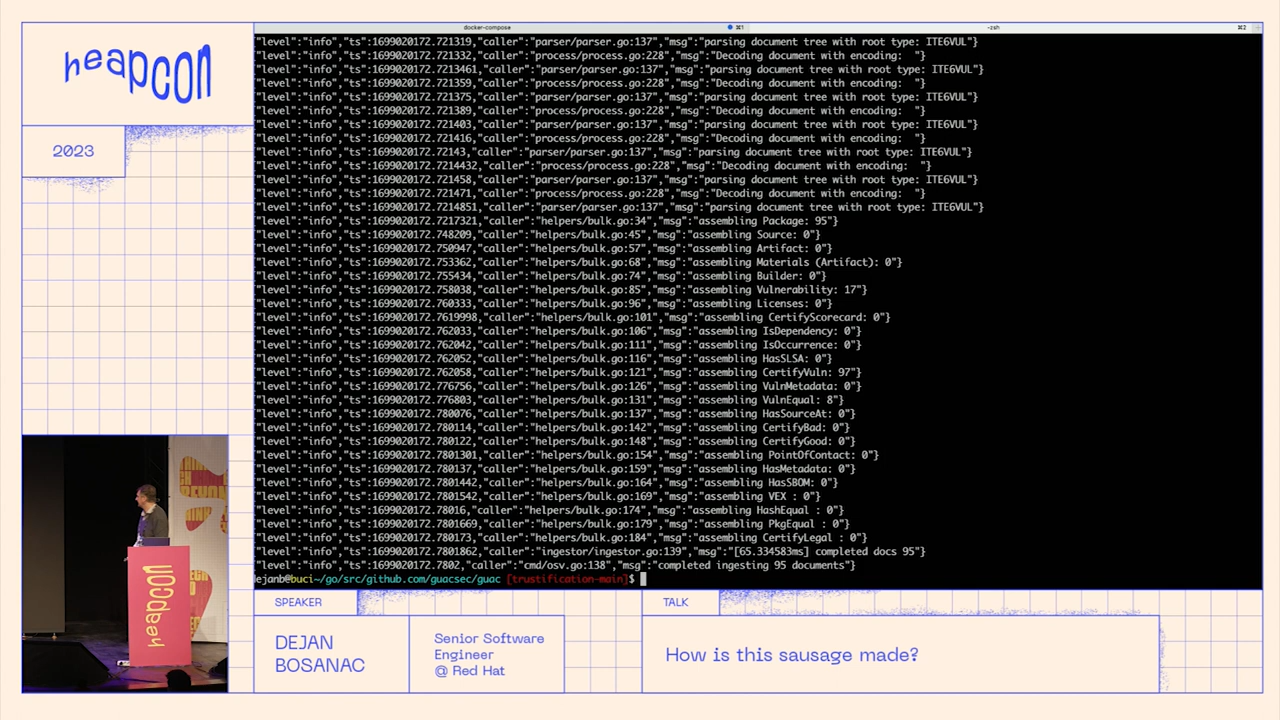 heapcon
2023
docker-compose
⌘1
-zsh
⌘2
"level":"info","ts":1699020172.721319,"caller":"parser/parser.go:137","msg":"parsing document tree with root type: ITE6VUL"}
"level":"info","ts":1699020172.721332,"caller":"process/process.go:228","msg":"Decoding document with encoding:  "}
"level":"info","ts":1699020172.7213461,"caller":"parser/parser.go:137","msg":"parsing document tree with root type: ITE6VUL"}
"level":"info","ts":1699020172.721359,"caller":"process/process.go:228","msg":"Decoding document with encoding:  "}
"level":"info","ts":1699020172.721375,"caller":"parser/parser.go:137","msg":"parsing document tree with root type: ITE6VUL"}
"level":"info","ts":1699020172.721389,"caller":"process/process.go:228","msg":"Decoding document with encoding:  "}
"level":"info","ts":1699020172.721403,"caller":"parser/parser.go:137","msg":"parsing document tree with root type: ITE6VUL"}
"level":"info","ts":1699020172.721416,"caller":"process/process.go:228","msg":"Decoding document with encoding:  "}
"level":"info","ts":1699020172.72143,"caller":"parser/parser.go:137","msg":"parsing document tree with root type: ITE6VUL"}
"level":"info","ts":1699020172.7214432,"caller":"process/process.go:228","msg":"Decoding document with encoding:  "}
"level":"info","ts":1699020172.721458,"caller":"parser/parser.go:137","msg":"parsing document tree with root type: ITE6VUL"}
"level":"info","ts":1699020172.721471,"caller":"process/process.go:228","msg":"Decoding document with encoding:  "}
"level":"info","ts":1699020172.7214851,"caller":"parser/parser.go:137","msg":"parsing document tree with root type: ITE6VUL"}
"level":"info","ts":1699020172.7217321,"caller":"helpers/bulk.go:34","msg":"assembling Package: 95"}
"level":"info","ts":1699020172.748209,"caller":"helpers/bulk.go:45","msg":"assembling Source: 0"}
"level":"info","ts":1699020172.750947,"caller":"helpers/bulk.go:57","msg":"assembling Artifact: 0"}
"level":"info","ts":1699020172.753362,"caller":"helpers/bulk.go:68","msg":"assembling Materials (Artifact): 0"}
"level":"info","ts":1699020172.755434,"caller":"helpers/bulk.go:74","msg":"assembling Builder: 0"}
"level":"info","ts":1699020172.758038,"caller":"helpers/bulk.go:85","msg":"assembling Vulnerability: 17"}
"level":"info","ts":1699020172.760333,"caller":"helpers/bulk.go:96","msg":"assembling Licenses: 0"}
"level":"info","ts":1699020172.7619998,"caller":"helpers/bulk.go:101","msg":"assembling CertifyScorecard: 0"}
"level":"info","ts":1699020172.762033,"caller":"helpers/bulk.go:106","msg":"assembling IsDependency: 0"}
"level":"info","ts":1699020172.762042,"caller":"helpers/bulk.go:111","msg":"assembling IsOccurrence: 0"}
"level":"info","ts":1699020172.762052,"caller":"helpers/bulk.go:116","msg":"assembling HasSLSA: 0"}
"level":"info","ts":1699020172.762058,"caller":"helpers/bulk.go:121","msg":"assembling CertifyVuln: 97"}
"level":"info","ts":1699020172.776756,"caller":"helpers/bulk.go:126","msg":"assembling VulnMetadata: 0"}
"level":"info","ts":1699020172.776803,"caller":"helpers/bulk.go:131","msg":"assembling VulnEqual: 8"}
"level":"info","ts":1699020172.780076,"caller":"helpers/bulk.go:137","msg":"assembling HasSourceAt: 0"}
"level":"info","ts":1699020172.780114,"caller":"helpers/bulk.go:142","msg":"assembling CertifyBad: 0"}
"level":"info","ts":1699020172.780122,"caller":"helpers/bulk.go:148","msg":"assembling CertifyGood: 0"}
"level":"info","ts":1699020172.7801301,"caller":"helpers/bulk.go:154","msg":"assembling PointOfContact: 0"}
"level":"info","ts":1699020172.780137,"caller":"helpers/bulk.go:159","msg":"assembling HasMetadata: 0"}
"level":"info","ts":1699020172.7801442,"caller":"helpers/bulk.go:164","msg":"assembling HasSBOM: 0"}
"level":"info","ts":1699020172.7801542,"caller":"helpers/bulk.go:169","msg":"assembling VEX : 0"}
"level":"info","ts":1699020172.78016,"caller":"helpers/bulk.go:174","msg":"assembling HashEqual : 0"}
"level":"info","ts":1699020172.7801669,"caller":"helpers/bulk.go:179","msg":"assembling PkgEqual : 0"}
"level":"info","ts":1699020172.780173,"caller":"helpers/bulk.go:184","msg":"assembling CertifyLegal : 0"}
"level":"info","ts":1699020172.7801862,"caller":"ingestor/ingestor.go:139","msg":"[65.334583ms] completed docs 95"}
"level":"info","ts":1699020172.7802,"caller":"cmd/osv.go:138","msg":"completed ingesting 95 documents"}
ejanb@buci~/go/src/github.com/guacsec/guac [trustification-main]$
heapcon
SPEAKER
TALK
DEJAN
BOSANAC
Senior Software
Engineer
@ Red Hat
How is this sausage made?